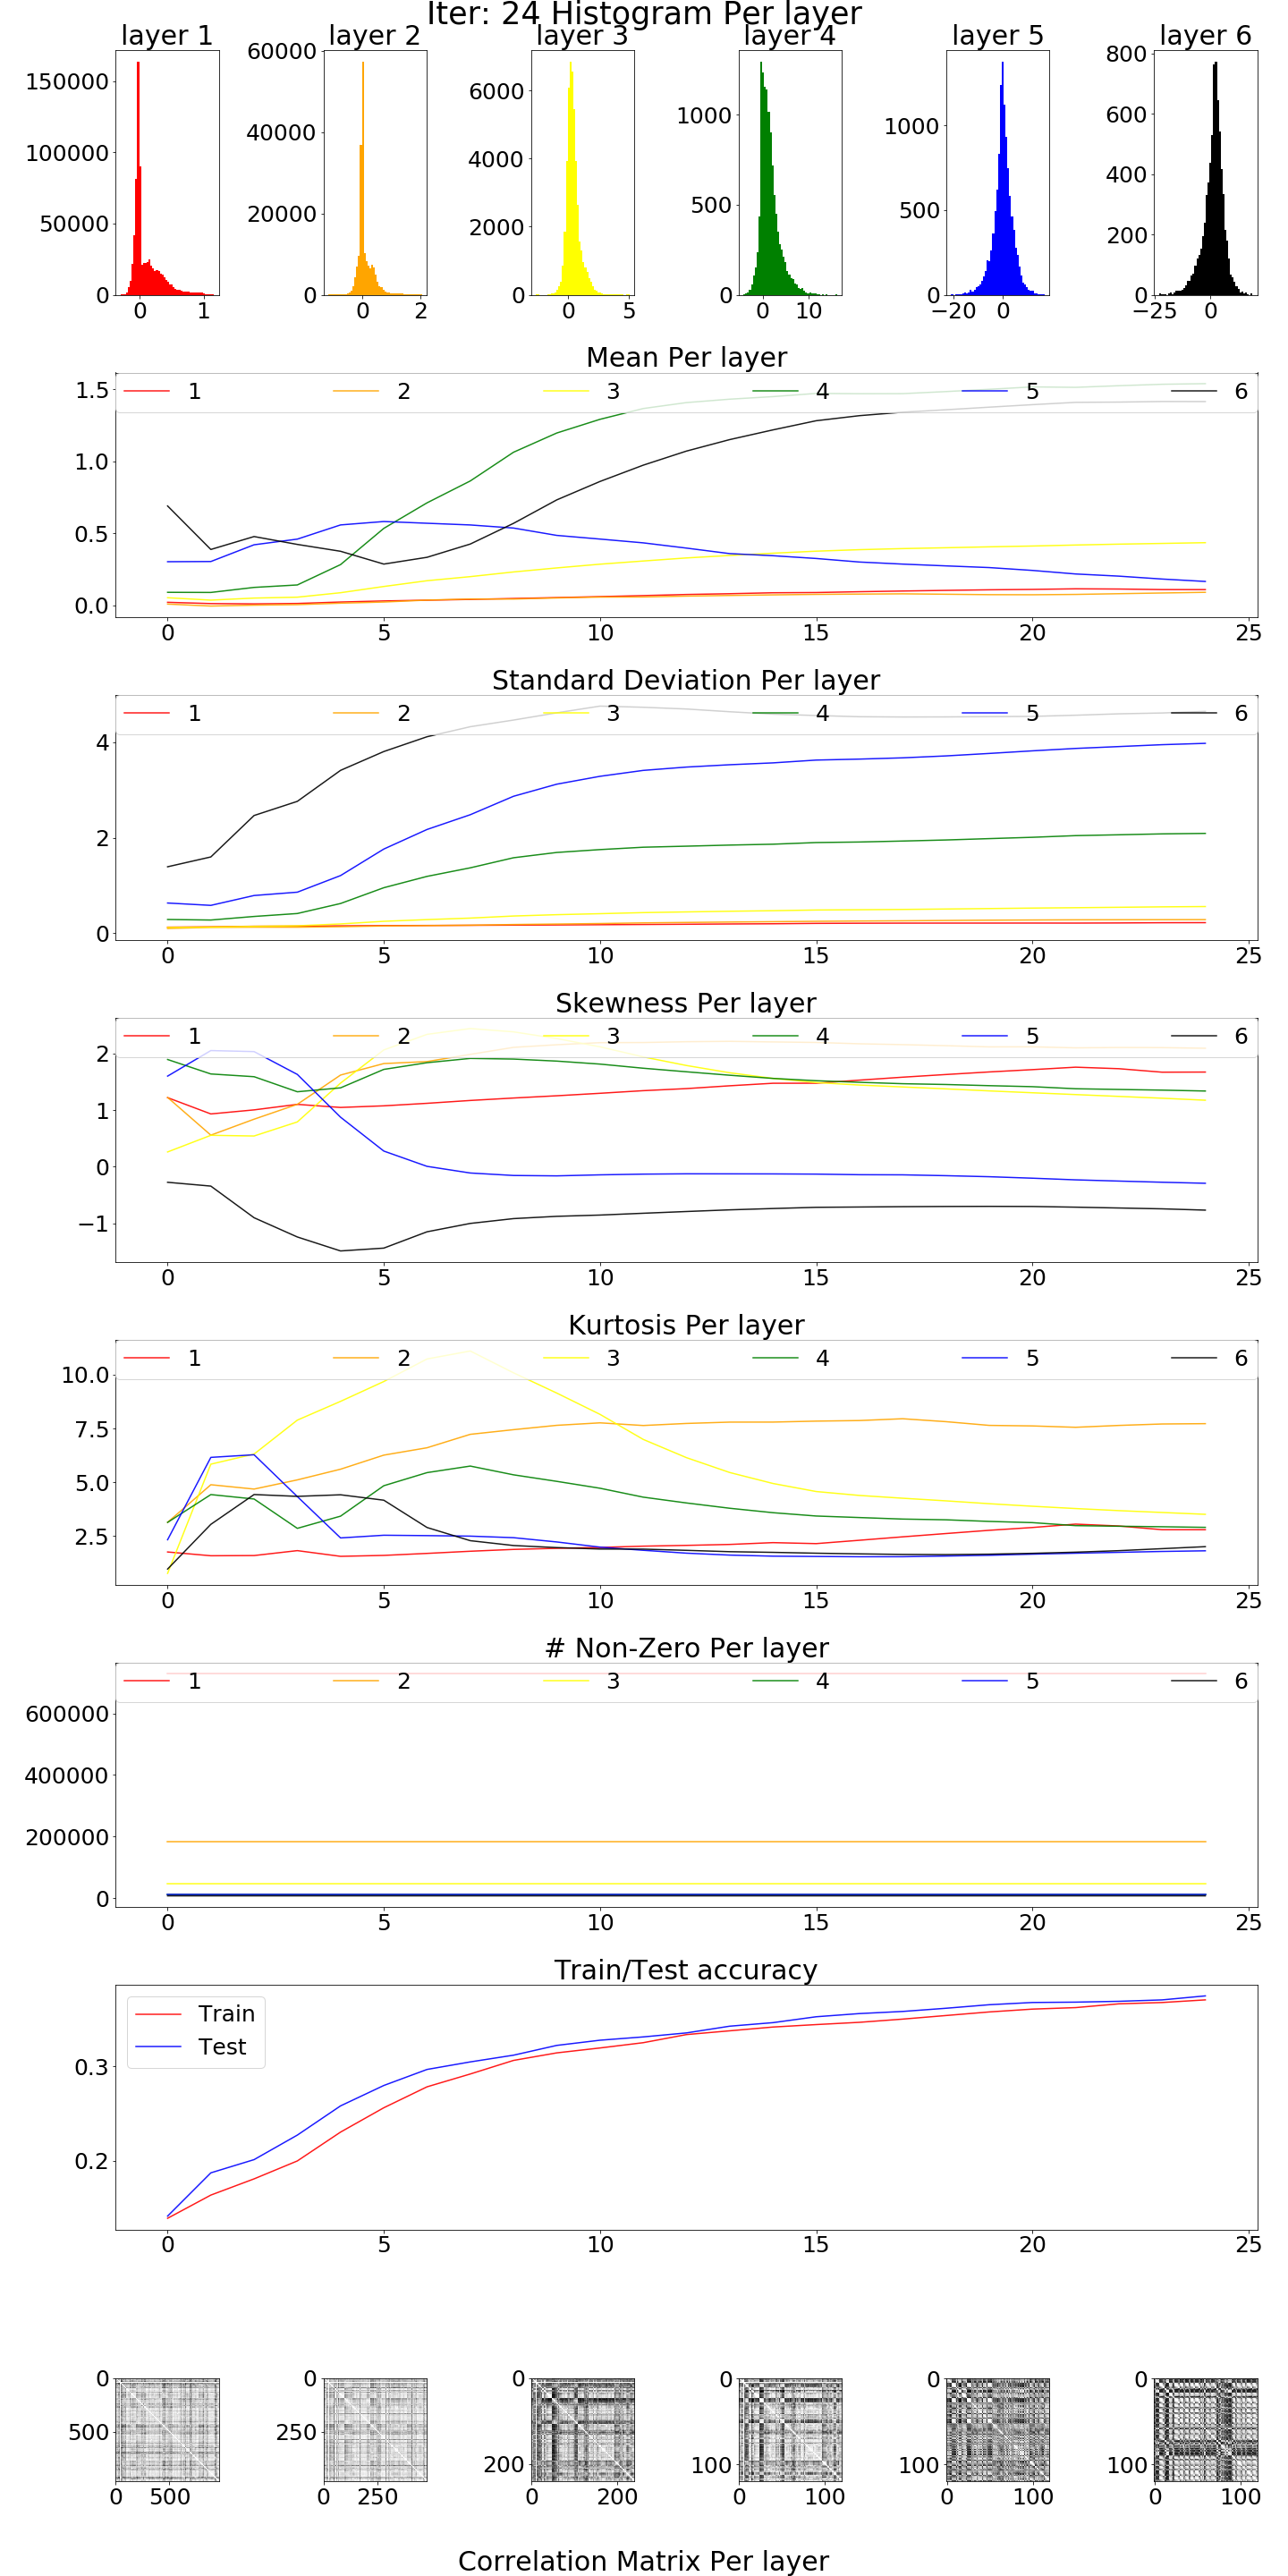 Iter: 24 Histogram Per layer
layer 1 layer 2 layer 3 layer 4 layer 5 layer 6
150000 100000 50000 0 0 1
60000 40000 20000 0 0 2
6000 4000 2000 0 0 5
1000 500 0 0 10
1000 500 0 −20 0
800 600 400 200 0 −25 0
Mean Per layer
1 2 3 4 5 6
1.5
1.0
0.5
0.0
0 5 10 15 20 25
Standard Deviation Per layer
1 2 3 4 5 6
4
2
0
0 5 10 15 20 25
Skewness Per layer
1 2 3 4 5 6
2
1
0
−1
0 5 10 15 20 25
Kurtosis Per layer
1 2 3 4 5 6
10.0
7.5
5.0
2.5
0 5 10 15 20 25
# Non-Zero Per layer
1 2 3 4 5 6
600000
400000
200000
0
0 5 10 15 20 25
Train/Test accuracy
Train
Test
0.3
0.2
0 5 10 15 20 25
0 500 0 500
0 250 0 250
0 200 0 200
0 100 0 100
0 100 0 100
0 100 0 100
Correlation Matrix Per layer